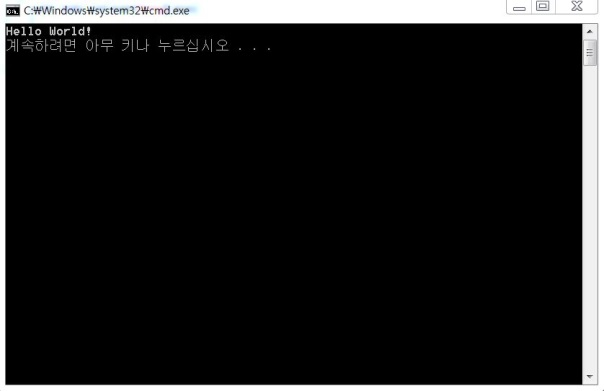 C:₩Windows₩system32₩cmd.exe
Hello World!
계속하려면 아무 키나 누르십시오 . . .